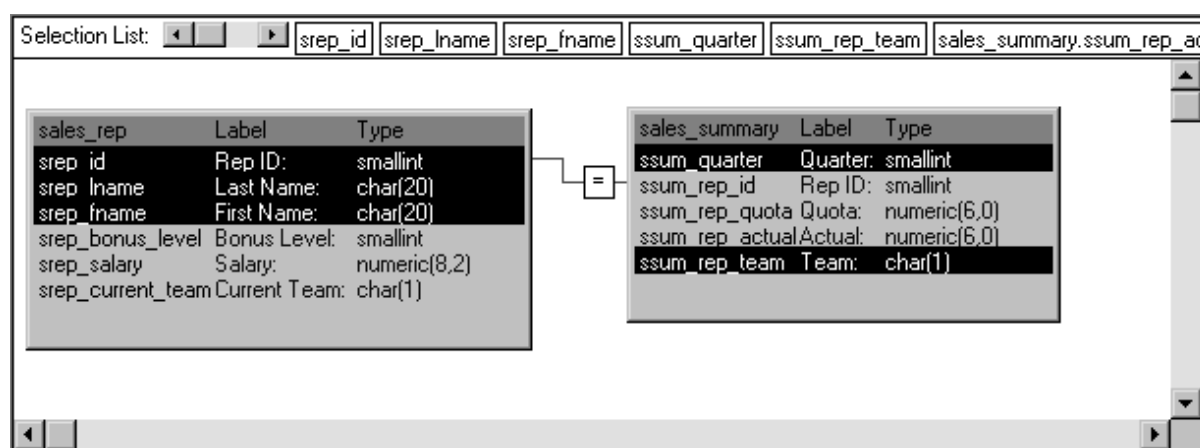 Selection List: srep_id srep_lname srep_fname ssum_quarter ssum_rep_team sales_summary.ssum_rep_ac
sales_rep Label Type
srep_id Rep ID: smallint
srep_lname Last Name: char(20)
srep_fname First Name: char(20)
srep_bonus_level Bonus Level: smallint
srep_salary Salary: numeric(8,2)
srep_current_team Current Team: char(1)
=
sales_summary Label Type
ssum_quarter Quarter: smallint
ssum_rep_id Rep ID: smallint
ssum_rep_quota Quota: numeric(6,0)
ssum_rep_actual Actual: numeric(6,0)
ssum_rep_team Team: char(1)